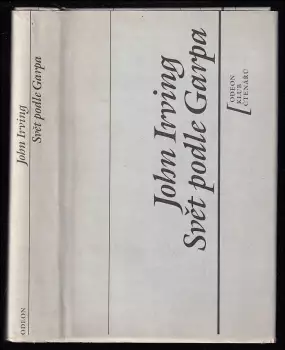 John Irving
Svět podle Garpa
ODEON
John Irving
Svět podle Garpa
ODEON
KLUB
ČTENÁŘŮ